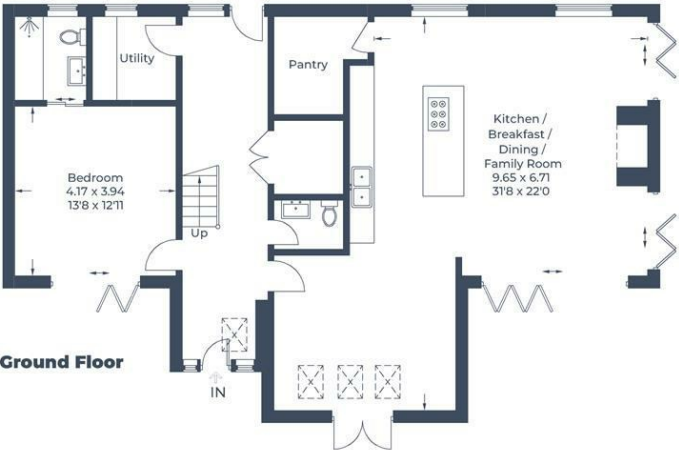 Utility
Pantry
Kitchen /
Breakfast /
Dining /
Family Room
9.65 x 6.71
31'8 x 22'0
Bedroom
4.17 x 3.94
13'8 x 12'11
Up
Ground Floor
IN